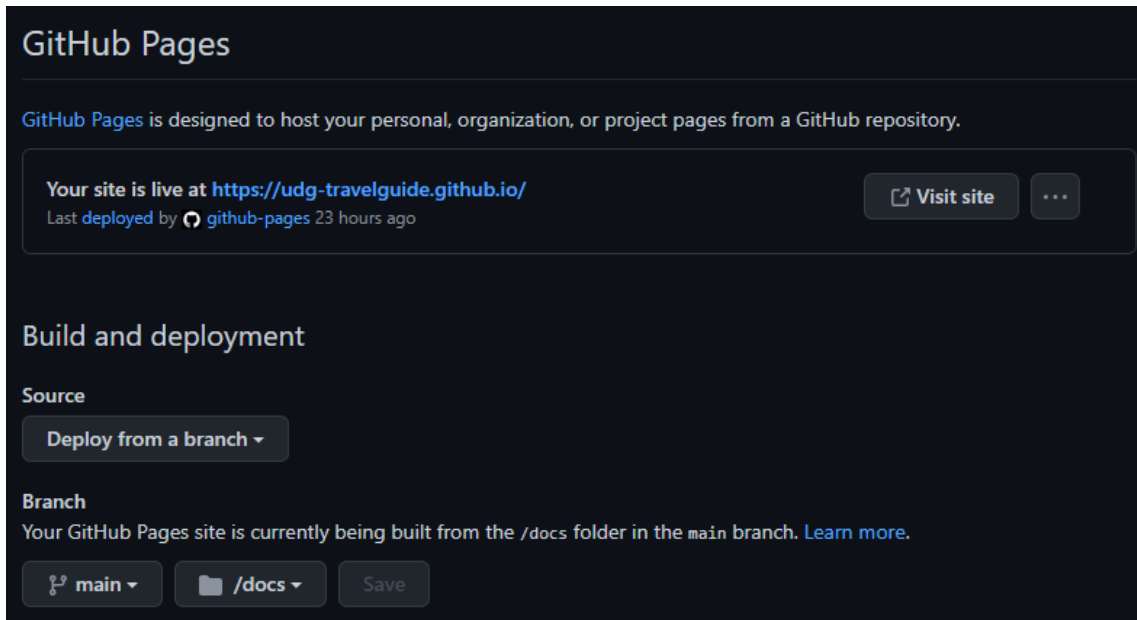 GitHub Pages
GitHub Pages is designed to host your personal, organization, or project pages from a GitHub repository.
Your site is live at https://udg-travelguide.github.io/
Last deployed by github-pages 23 hours ago
Visit site
Build and deployment
Source
Deploy from a branch
Branch
Your GitHub Pages site is currently being built from the /docs folder in the main branch. Learn more.
main /docs Save